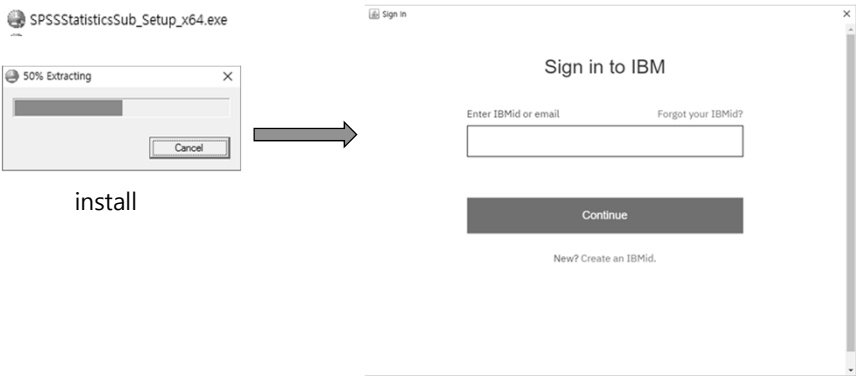 SPSSStatisticsSub_Setup_x64.exe
50% Extracting
Cancel
install
Sign In
Sign in to IBM
Enter IBMid or email
Forgot your IBMid?
Continue
New? Create an IBMid.